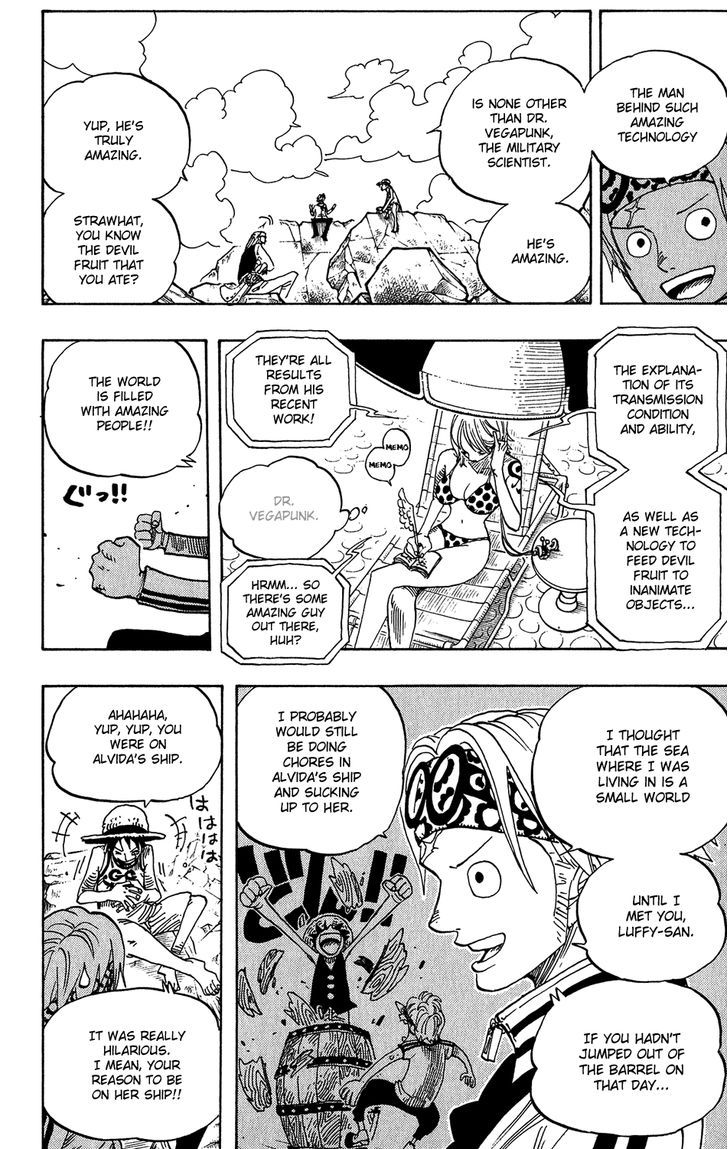 THE MAN
BEHIND SUCH
AMAZING
TECHNOLOGY
IS NONE OTHER
THAN DR.
VEGAPUNK,
THE MILITARY
SCIENTIST.
HE'S
AMAZING.
YUP, HE'S
TRULY
AMAZING.
STRAWHAT,
YOU KNOW
THE DEVIL
FRUIT THAT
YOU ATE?
THE EXPLANA-
TION OF ITS
TRANSMISSION
CONDITION
AND ABILITY,
AS WELL AS
A NEW TECH-
NOLOGY TO
FEED DEVIL
FRUIT TO
INANIMATE
OBJECTS...
THEY'RE ALL
RESULTS
FROM HIS
RECENT
WORK!
MEMO
MEMO
DR.
VEGAPUNK.
HRMM... SO
THERE'S SOME
AMAZING GUY
OUT THERE,
HUH?
THE WORLD
IS FILLED
WITH AMAZING
PEOPLE!!
ぐっ!!
I THOUGHT
THAT THE SEA
WHERE I WAS
LIVING IN IS A
SMALL WORLD
UNTIL I
MET YOU,
LUFFY-SAN.
IF YOU HADN'T
JUMPED OUT OF
THE BARREL ON
THAT DAY...
I PROBABLY
WOULD STILL
BE DOING
CHORES IN
ALVIDA'S SHIP
AND SUCKING
UP TO HER.
AHAHAHA,
YUP, YUP, YOU
WERE ON
ALVIDA'S SHIP.
はははは
IT WAS REALLY
HILARIOUS.
I MEAN, YOUR
REASON TO BE
ON HER SHIP!!